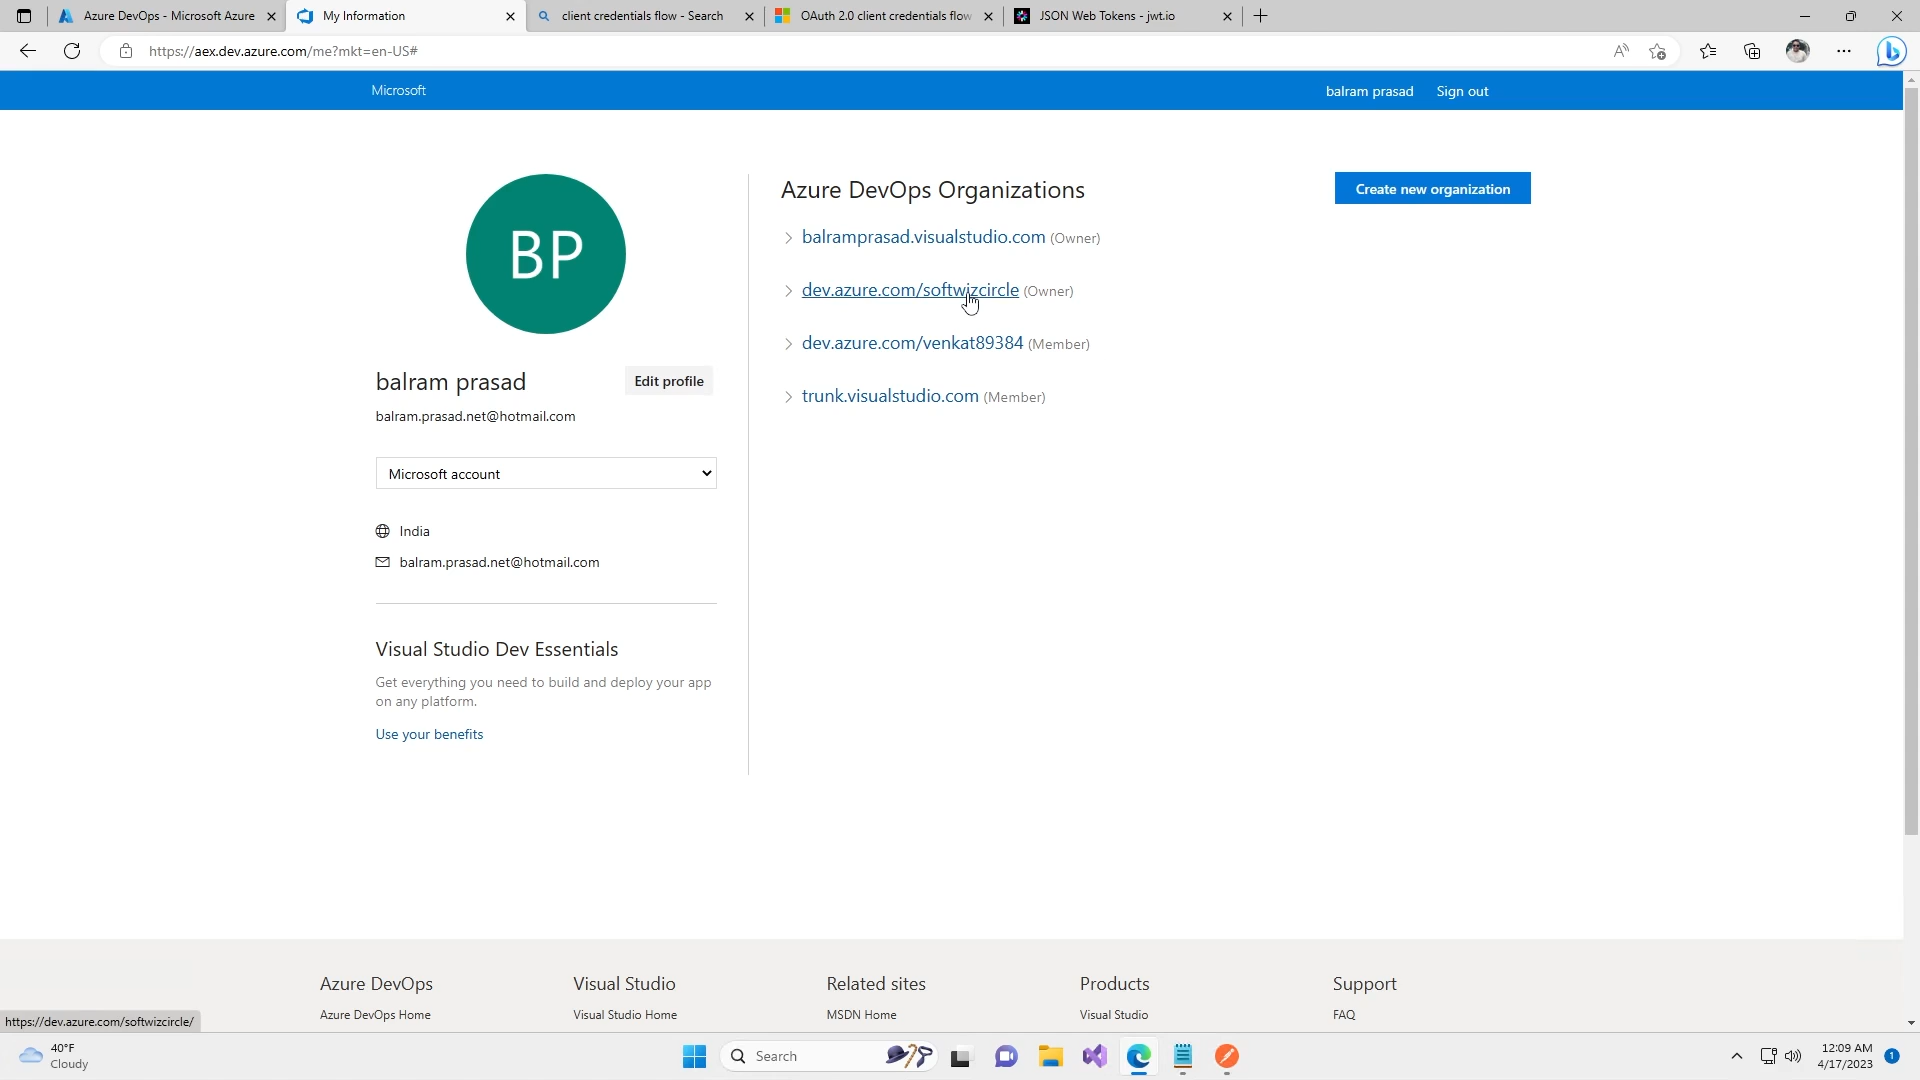 Azure DevOps - Microsoft Azure
My Information
client credentials flow - Search
OAuth 2.0 client credentials flow
JSON Web Tokens - jwt.io
https://aex.dev.azure.com/me?mkt=en-US#
Microsoft
balram prasad
Sign out
BP
balram prasad
Edit profile
balram.prasad.net@hotmail.com
Microsoft account
India
balram.prasad.net@hotmail.com
Visual Studio Dev Essentials
Get everything you need to build and deploy your app
on any platform.
Use your benefits
Azure DevOps Organizations
Create new organization
balramprasad.visualstudio.com (Owner)
dev.azure.com/softwizcircle (Owner)
dev.azure.com/venkat89384 (Member)
trunk.visualstudio.com (Member)
Azure DevOps
Visual Studio
Related sites
Products
Support
Azure DevOps Home
Visual Studio Home
MSDN Home
Visual Studio
FAQ
https://dev.azure.com/softwizcircle/
40°F
Cloudy
Search
12:09 AM
4/17/2023
1